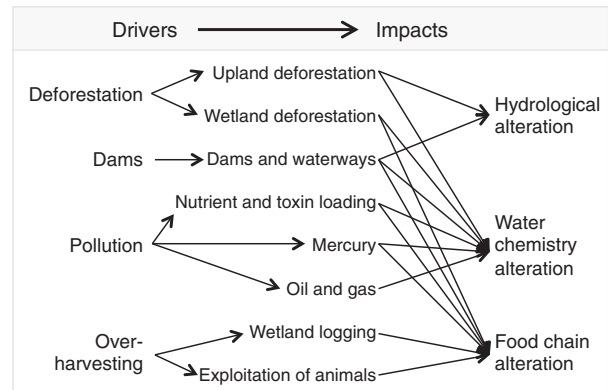 Drivers
Impacts
Upland deforestation
Deforestation
Wetland deforestation
Hydrological
alteration
Dams
Dams and waterways
Nutrient and toxin loading
Pollution
Mercury
Water
chemistry
alteration
Oil and gas
Over-
harvesting
Wetland logging
Exploitation of animals
Food chain
alteration